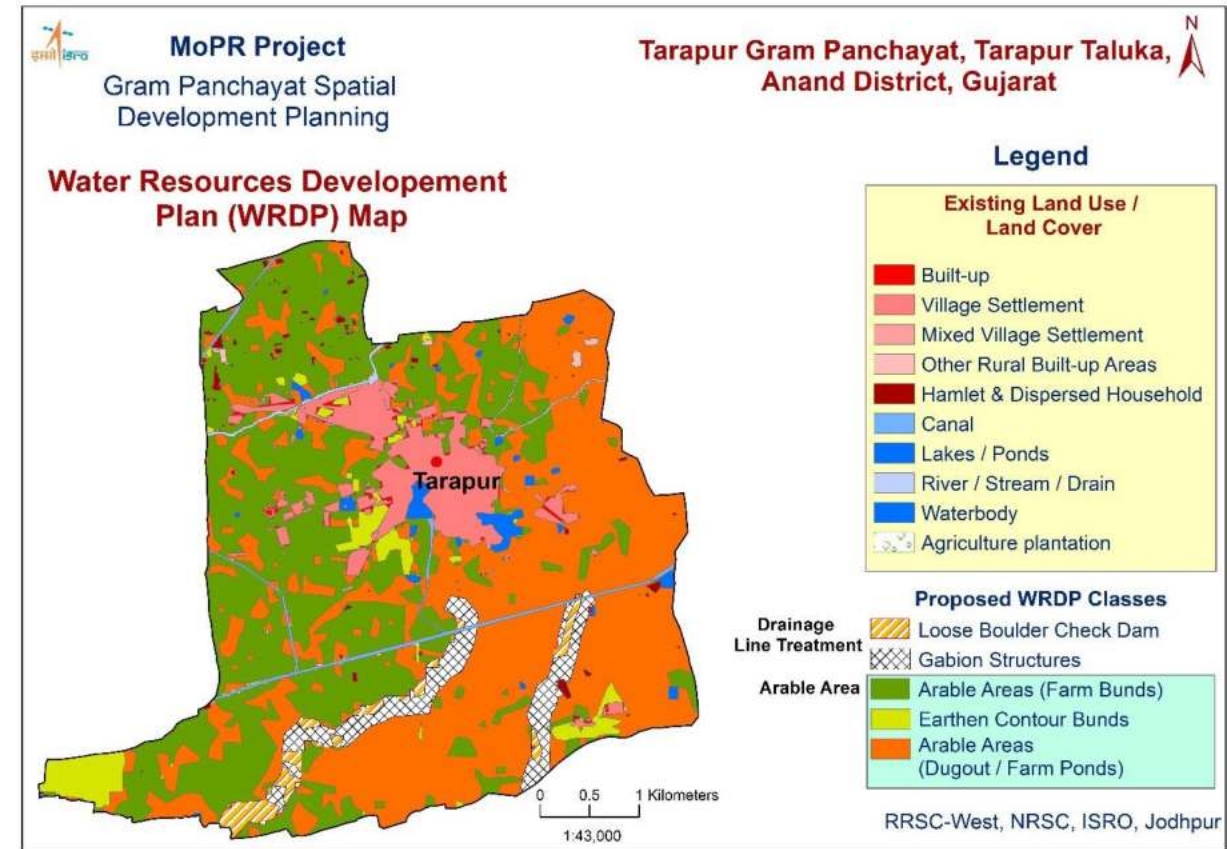 इसरो isro
MoPR Project
Gram Panchayat Spatial
Development Planning
Tarapur Gram Panchayat, Tarapur Taluka,
Anand District, Gujarat
N
Water Resources Developement
Plan (WRDP) Map
Legend
Existing Land Use /
Land Cover
Built-up
Village Settlement
Mixed Village Settlement
Other Rural Built-up Areas
Hamlet & Dispersed Household
Canal
Lakes / Ponds
River / Stream / Drain
Waterbody
Agriculture plantation
Tarapur
Proposed WRDP Classes
Drainage
Line Treatment
Loose Boulder Check Dam
Gabion Structures
Arable Area
Arable Areas (Farm Bunds)
Earthen Contour Bunds
Arable Areas
(Dugout / Farm Ponds)
0 0.5 1 Kilometers
1:43,000
RRSC-West, NRSC, ISRO, Jodhpur